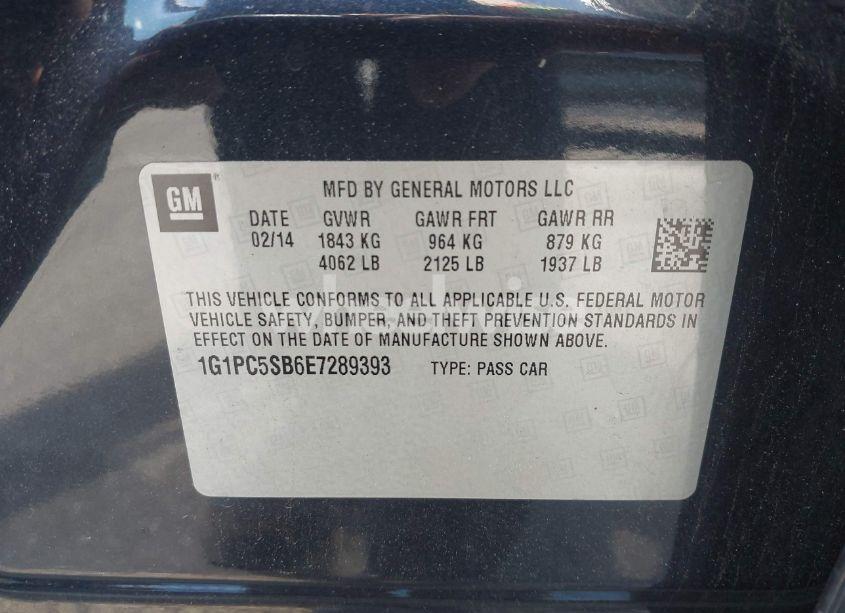 GM
MFD BY GENERAL MOTORS LLC
DATE GVWR GAWR FRT GAWR RR
02/14 1843 KG 964 KG 879 KG
4062 LB 2125 LB 1937 LB
THIS VEHICLE CONFORMS TO ALL APPLICABLE U.S. FEDERAL MOTOR
VEHICLE SAFETY, BUMPER, AND THEFT PREVENTION STANDARDS IN
EFFECT ON THE DATE OF MANUFACTURE SHOWN ABOVE.
1G1PC5SB6E7289393 TYPE: PASS CAR